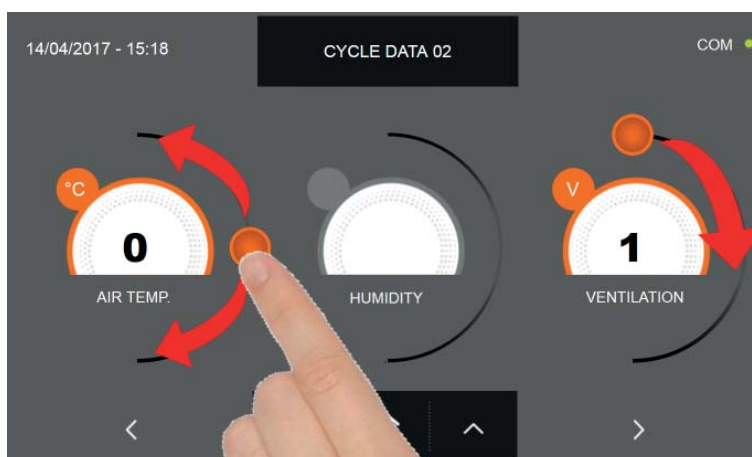 14/04/2017 - 15:18
CYCLE DATA 02
COM
°C
V
0
1
AIR TEMP.
HUMIDITY
VENTILATION